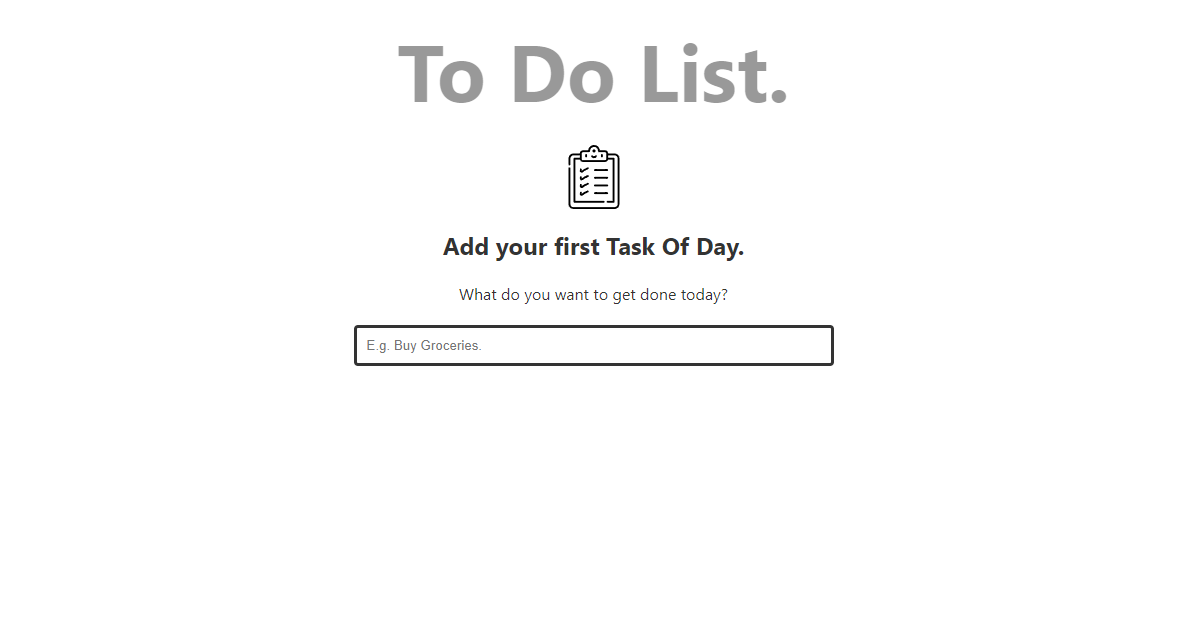 To Do List.
Add your first Task Of Day.
What do you want to get done today?
E.g. Buy Groceries.